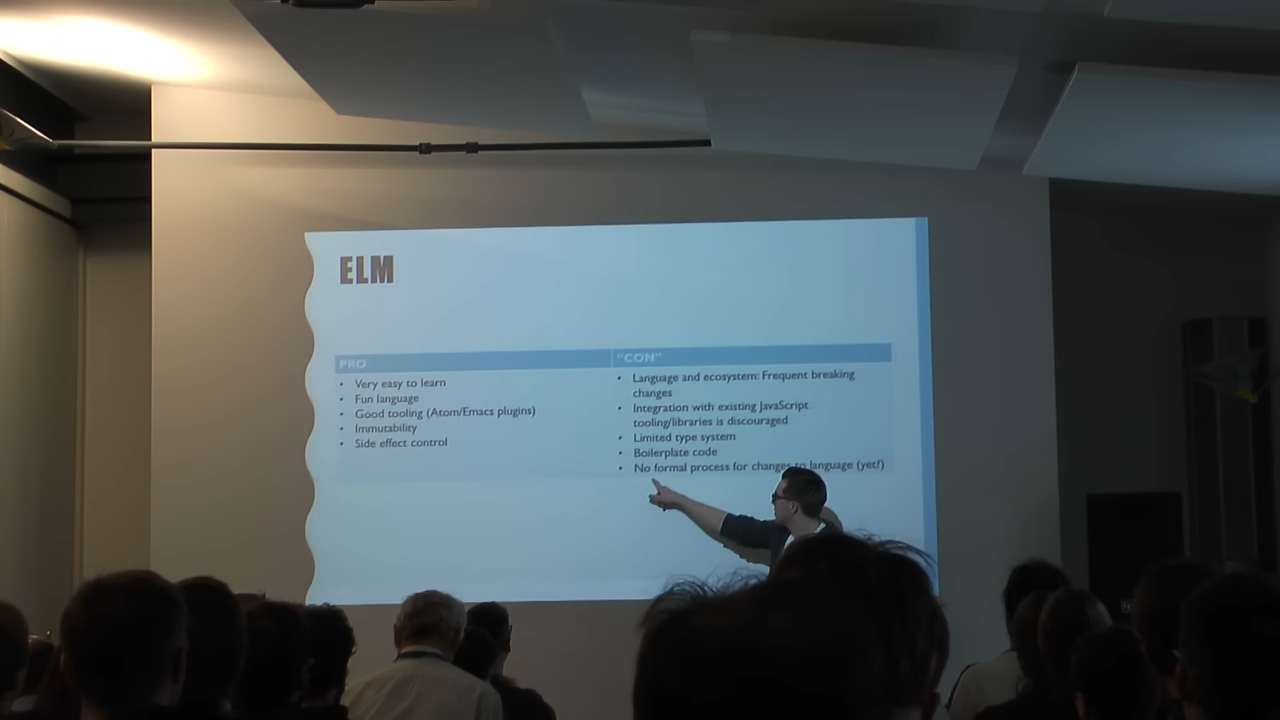 ELM
PRO
• Very easy to learn
• Fun language
• Good tooling (Atom/Emacs plugins)
• Immutability
• Side effect control
"CON"
• Language and ecosystem: Frequent breaking
changes
• Integration with existing JavaScript
tooling/libraries is discouraged
• Limited type system
• Boilerplate code
• No formal process for changes to language (yet?)